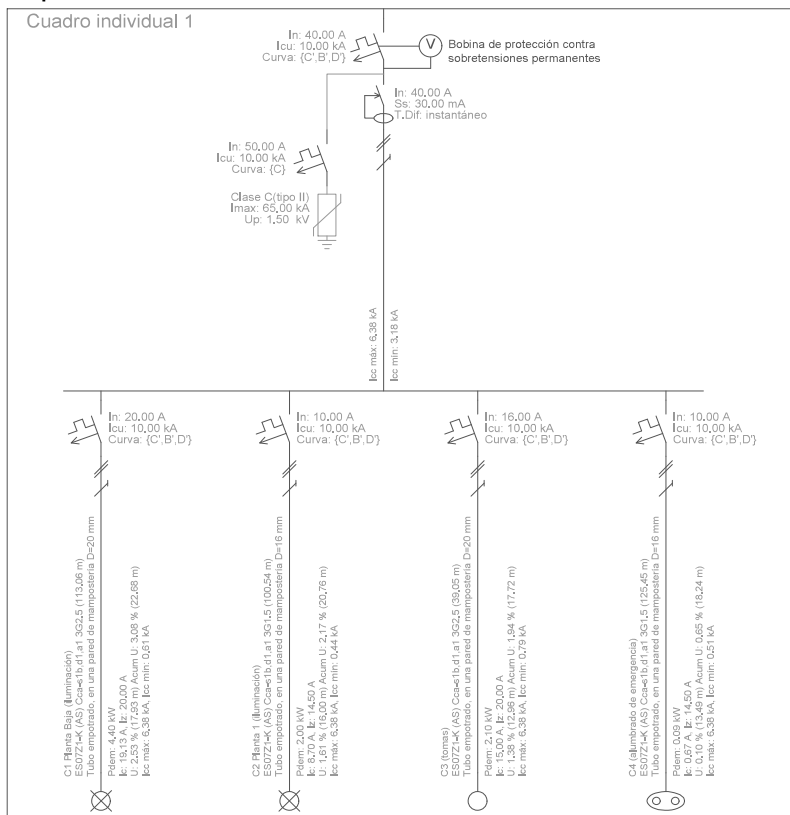 Cuadro individual 1
In: 40.00 A
Icu: 10.00 kA
Curva: {C',B',D'}
V
Bobina de protección contra
sobretensiones permanentes
In: 40.00 A
Ss: 30.00 mA
T.Dif: instantáneo
In: 50.00 A
Icu: 10.00 kA
Curva: {C}
Clase C(tipo II)
Imax: 65.00 kA
Up: 1.50 kV
Icc máx: 6.38 kA
Icc mín: 3.18 kA
In: 20.00 A
Icu: 10.00 kA
Curva: {C',B',D'}
In: 10.00 A
Icu: 10.00 kA
Curva: {C',B',D'}
In: 16.00 A
Icu: 10.00 kA
Curva: {C',B',D'}
In: 10.00 A
Icu: 10.00 kA
Curva: {C',B',D'}
C1 Planta Baja (iluminación)
ES07Z1-K (AS) Cca-s1b,d1,a1 3G2.5 (113.06 m)
Tubo empotrado, en una pared de mampostería D=20 mm
Pdem: 4.40 kW
Ic: 19.13 A, Iz: 20.00 A
U: 2.53 % (17.93 m) Acum U: 3.08 % (22.68 m)
Icc máx: 6.38 kA, Icc mín: 0.61 kA
C2 Planta 1 (iluminación)
ES07Z1-K (AS) Cca-s1b,d1,a1 3G1.5 (100.54 m)
Tubo empotrado, en una pared de mampostería D=16 mm
Pdem: 2.00 kW
Ic: 8.70 A, Iz: 14.50 A
U: 1.61 % (16.00 m) Acum U: 2.17 % (20.76 m)
Icc máx: 6.38 kA, Icc mín: 0.44 kA
C3 (tomas)
ES07Z1-K (AS) Cca-s1b,d1,a1 3G2.5 (39.05 m)
Tubo empotrado, en una pared de mampostería D=20 mm
Pdem: 2.10 kW
Ic: 15.00 A, Iz: 20.00 A
U: 1.38 % (12.96 m) Acum U: 1.94 % (17.72 m)
Icc máx: 6.38 kA, Icc mín: 0.79 kA
C4 (alumbrado de emergencia)
ES07Z1-K (AS) Cca-s1b,d1,a1 3G1.5 (125.45 m)
Tubo empotrado, en una pared de mampostería D=16 mm
Pdem: 0.09 kW
Ic: 0.67 A, Iz: 14.50 A
U: 0.10 % (13.49 m) Acum U: 0.65 % (18.24 m)
Icc máx: 6.38 kA, Icc mín: 0.51 kA